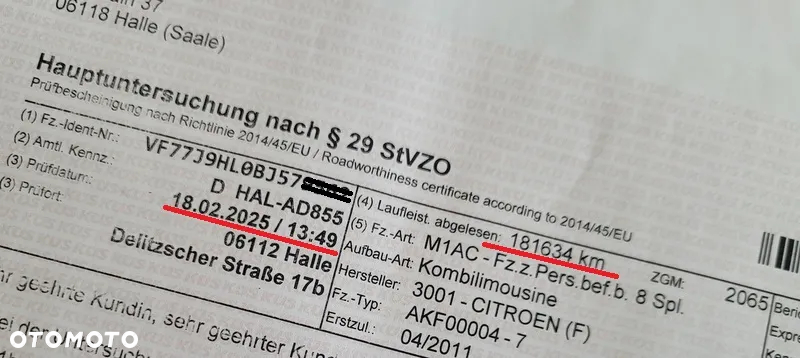 06118 Halle (Saale)
Hauptuntersuchung nach § 29 StVZO
Prüfbescheinigung nach Richtlinie 2014/45/EU / Roadworthiness certificate according to 2014/45/EU
(1) Fz.-Ident-Nr.: VF77J9HL0BJ57
(2) Amtl. Kennz.: D HAL-AD855
(3) Prüfdatum: 18.02.2025 / 13:49
(3) Prüfort: 06112 Halle
Delitzscher Straße 17b
(4) Laufleist. abgelesen: 181634 km
(5) Fz.-Art: M1AC - Fz.z.Pers.bef.b. 8 Spl.
Aufbau-Art: Kombilimousine
Hersteller: 3001 - CITROEN (F)
Fz.-Typ: AKF00004 - 7
Erstzul.: 04/2011
ZGM: 2065
geehrte Kundin, sehr geehrter Kunde
OTOMOTO